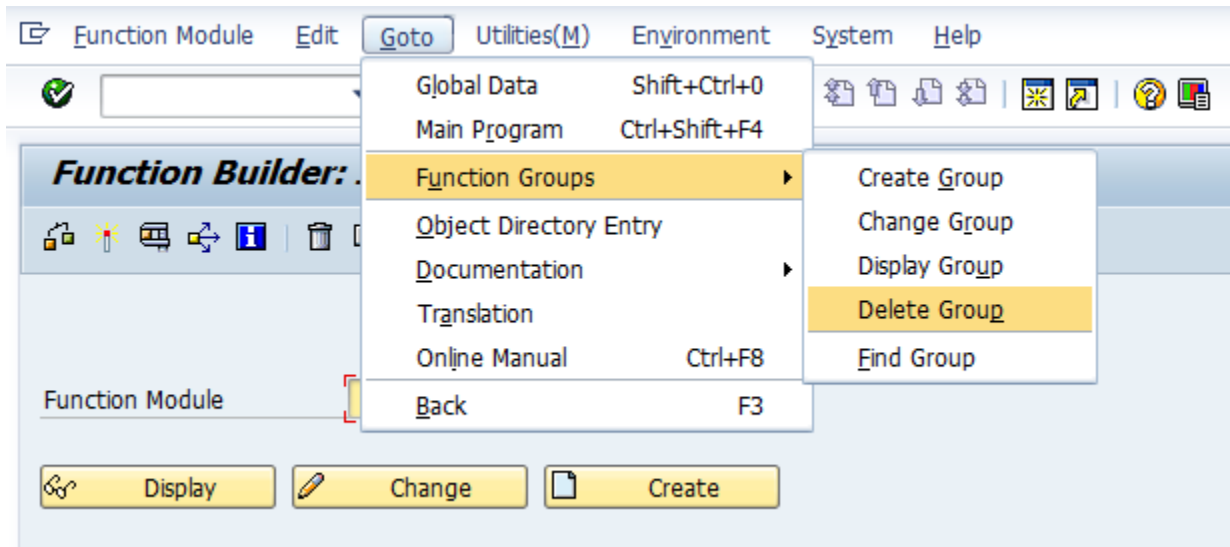 Function Module Edit Goto Utilities(M) Environment System Help
Global Data Shift+Ctrl+0
Main Program Ctrl+Shift+F4
Function Builder:
Function Groups
Create Group
Change Group
Object Directory Entry
Documentation
Display Group
Translation
Delete Group
Online Manual Ctrl+F8
Find Group
Function Module
Back F3
Display Change Create